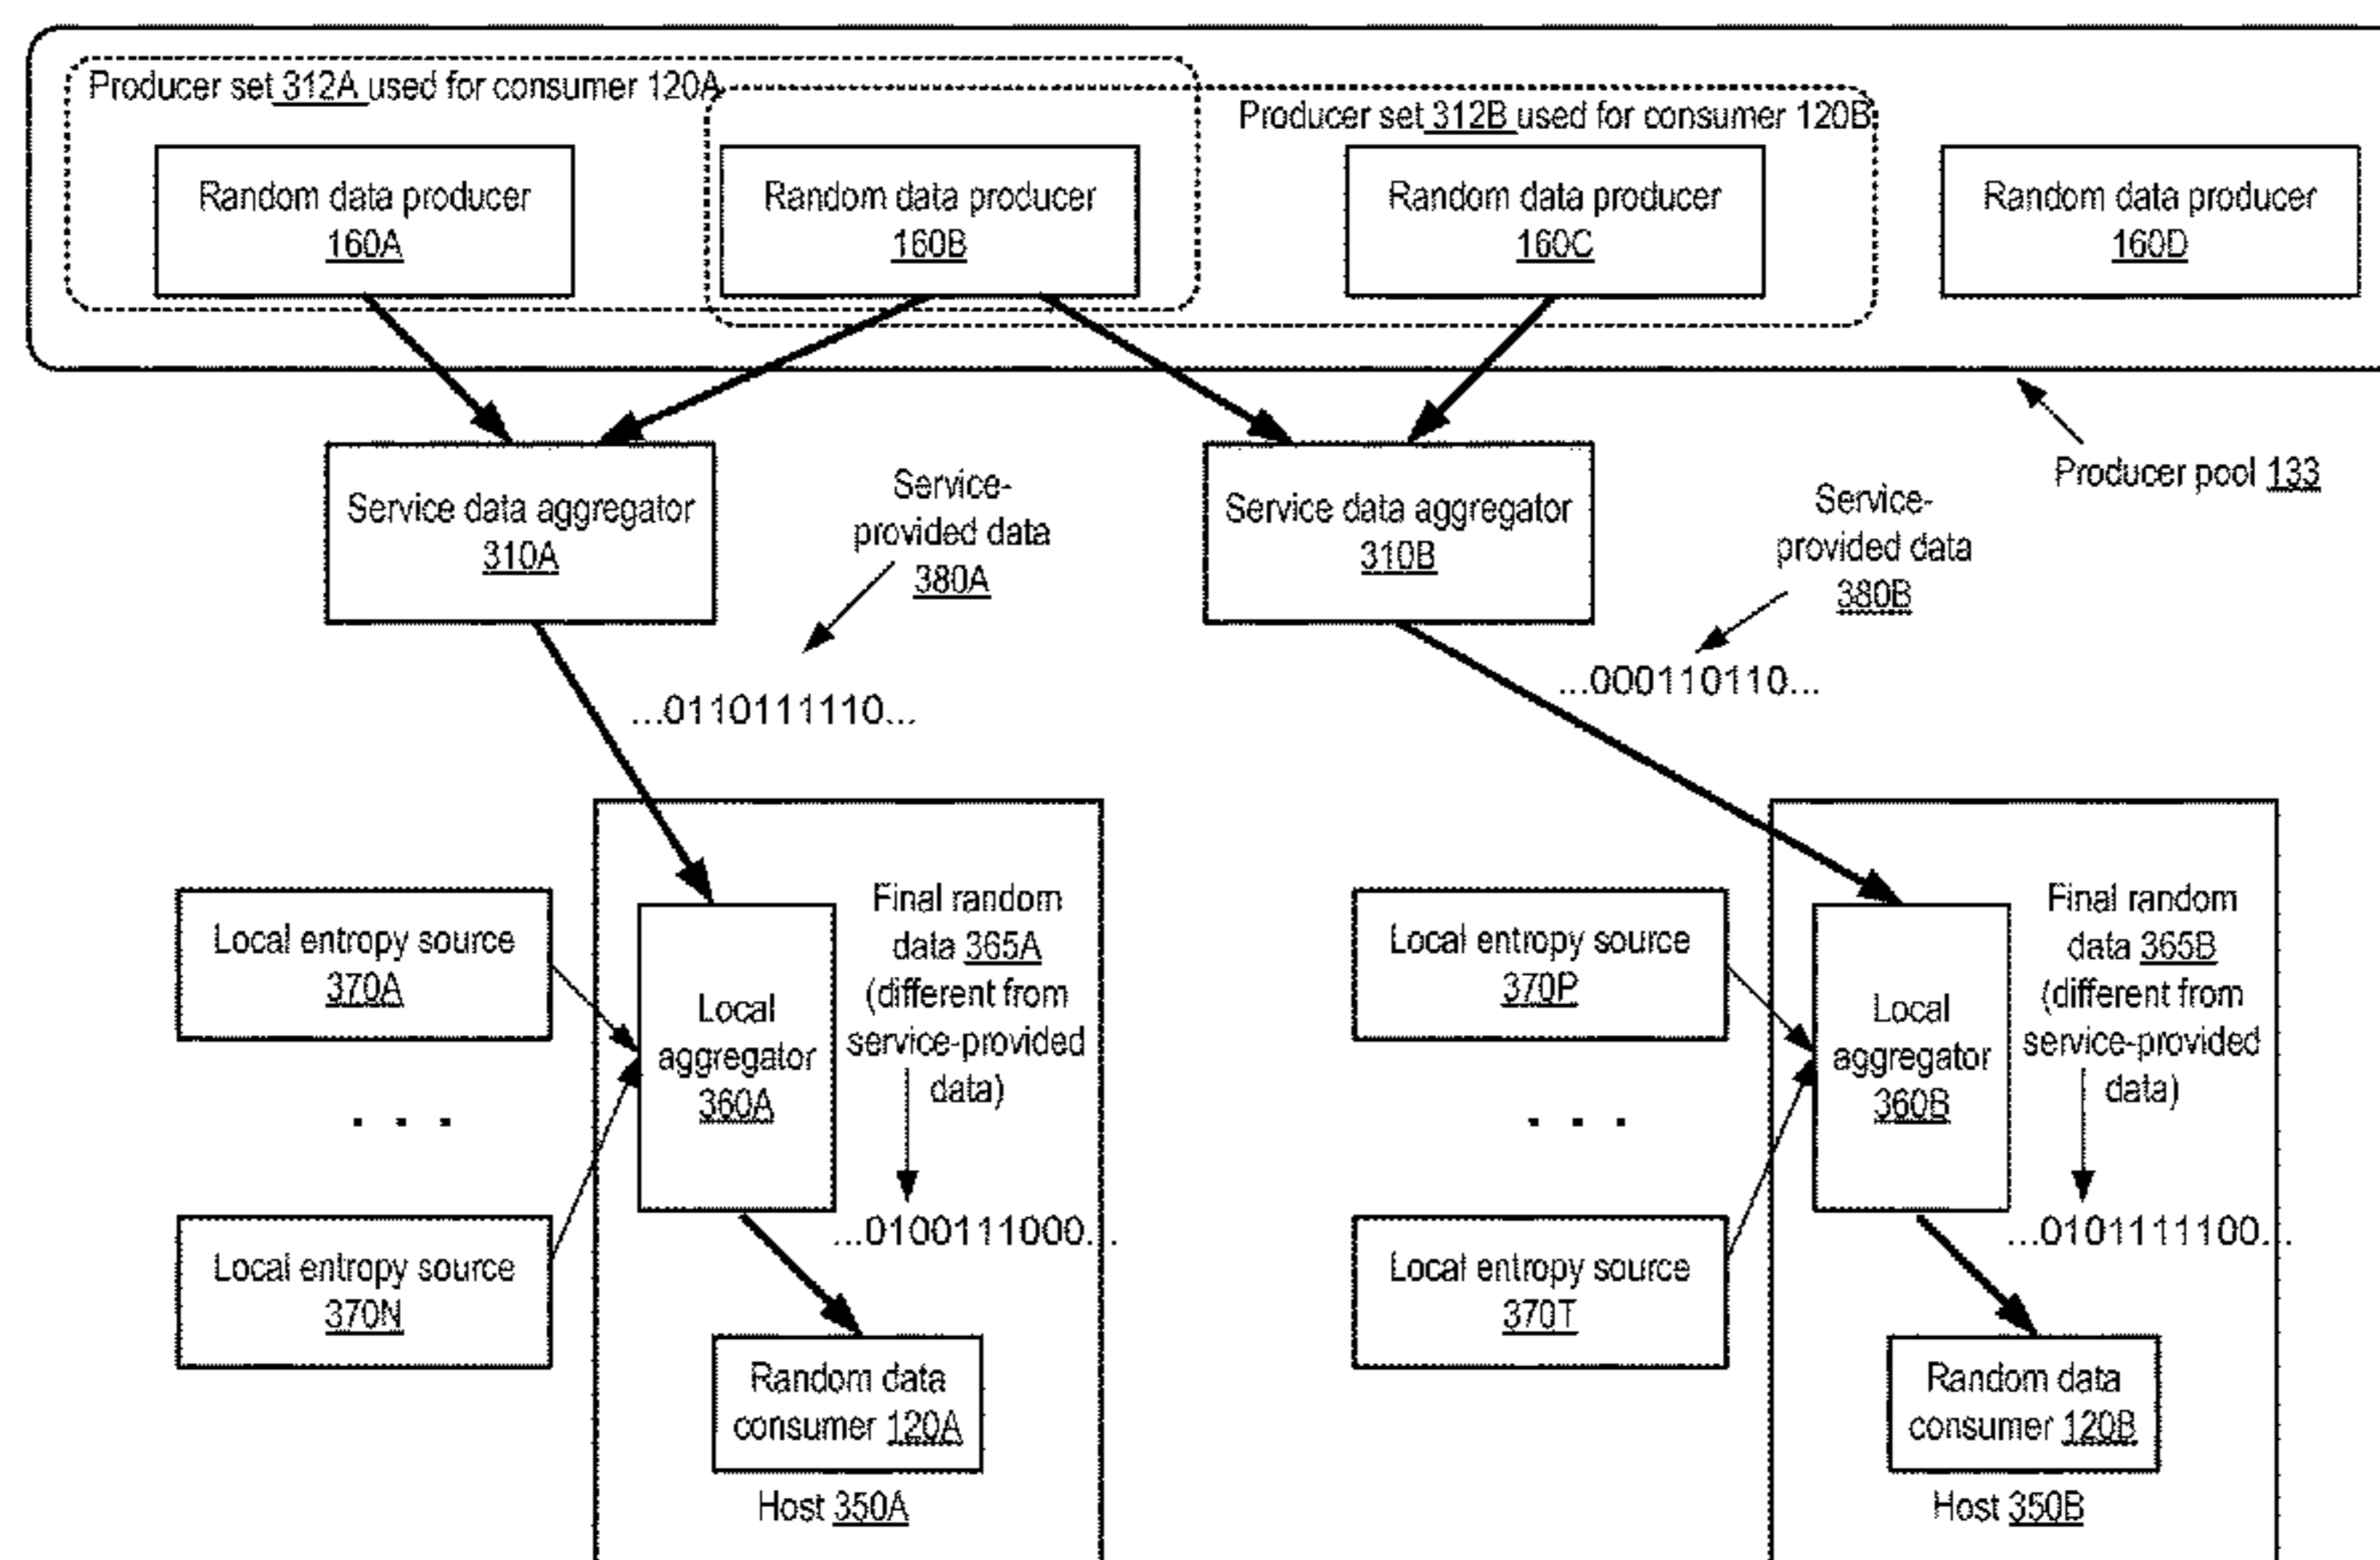 Producer set 312A used for consumer 120A
Producer set 312B used for consumer 120B
Random data producer
160A
Random data producer
160B
Random data producer
160C
Random data producer
160D
Producer pool 133
Service data aggregator
310A
Service-
provided data
380A
Service data aggregator
310B
Service-
provided data
380B
...0110111110...
...000110110...
Local entropy source
370A
. . .
Local entropy source
370N
Local
aggregator
360A
Final random
data 365A
(different from
service-provided
data)
...0100111000...
Random data
consumer 120A
Host 350A
Local entropy source
370P
. . .
Local entropy source
370T
Local
aggregator
360B
Final random
data 365B
(different from
service-provided
data)
...0101111100...
Random data
consumer 120B
Host 350B